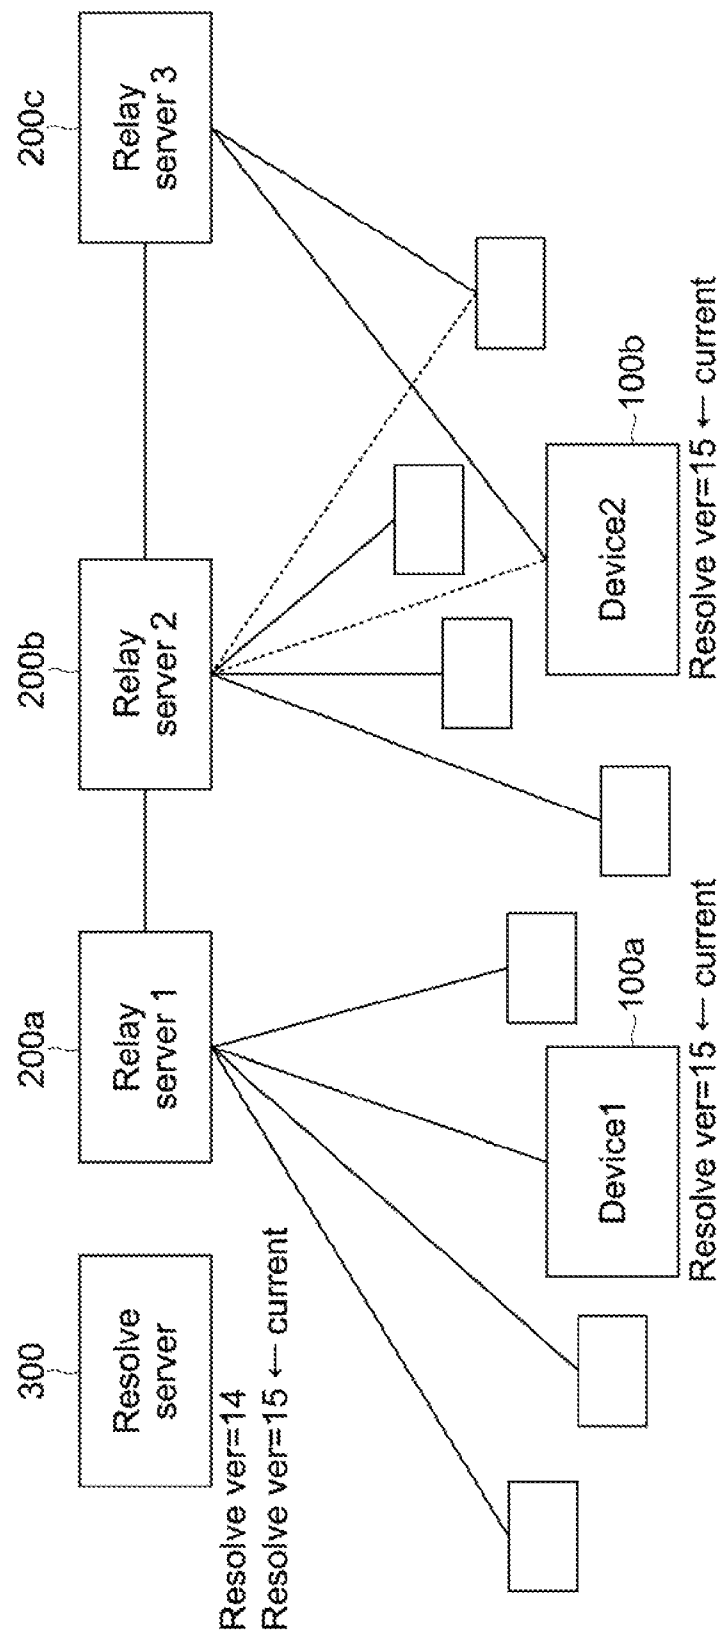 300
Resolve
server
Resolve ver=14
Resolve ver=15 ← current
200a
Relay
server 1
200b
Relay
server 2
200c
Relay
server 3
Device1
100a
Resolve ver=15 ← current
Device2
100b
Resolve ver=15 ← current